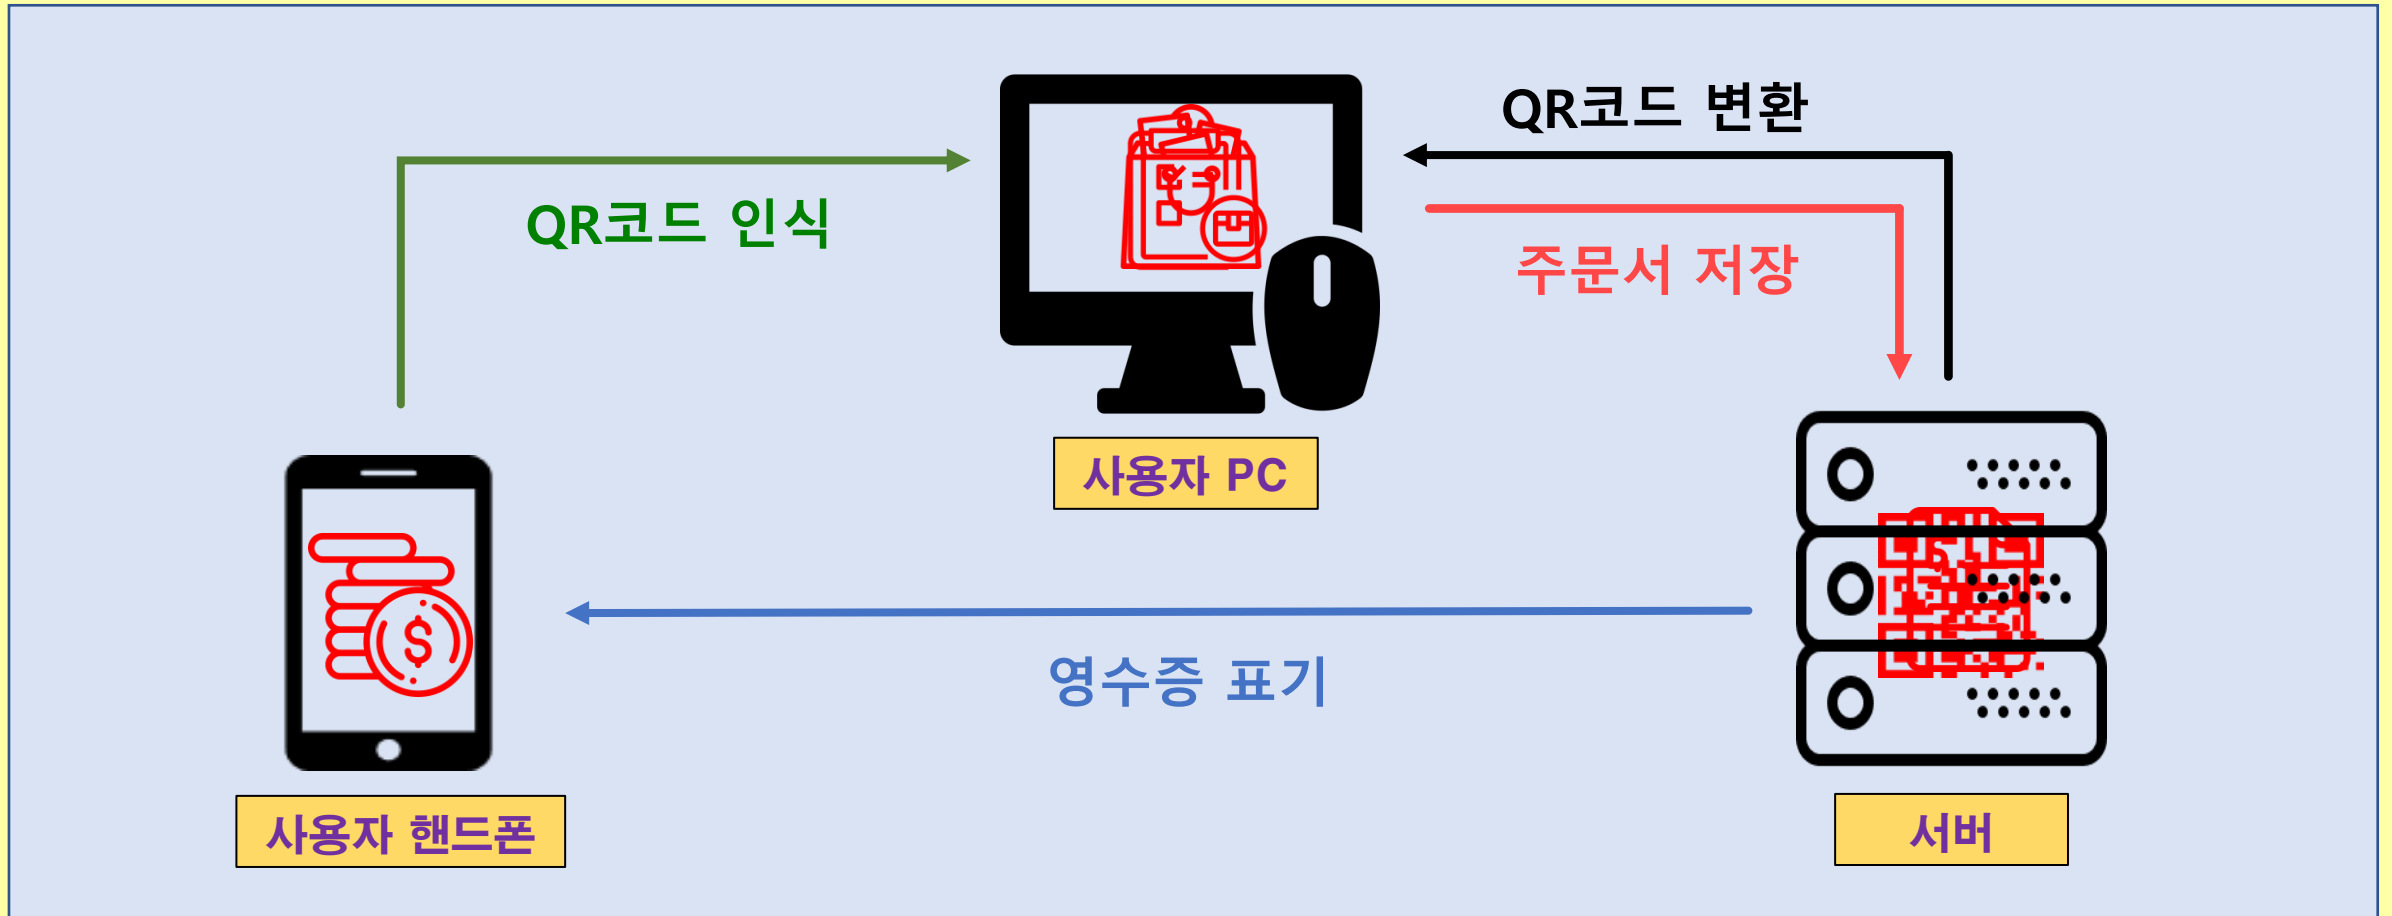 QR코드 변환
QR코드 인식
주문서 저장
사용자 PC
영수증 표기
사용자 핸드폰
서버